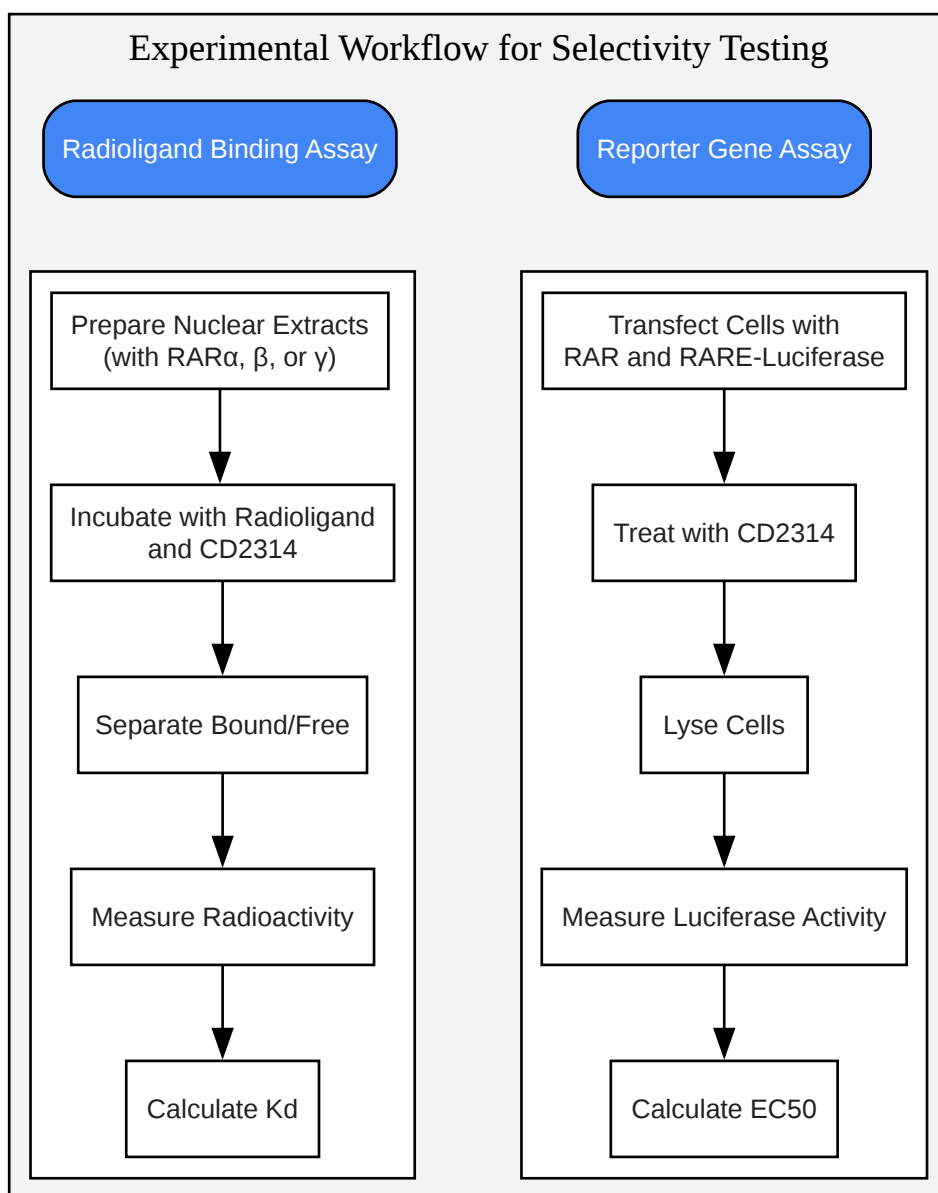 Experimental Workflow for Selectivity Testing
Radioligand Binding Assay
Prepare Nuclear Extracts
(with RARα, β, or γ)
Incubate with Radioligand
and CD2314
Separate Bound/Free
Measure Radioactivity
Calculate Kd
Reporter Gene Assay
Transfect Cells with
RAR and RARE-Luciferase
Treat with CD2314
Lyse Cells
Measure Luciferase Activity
Calculate EC50